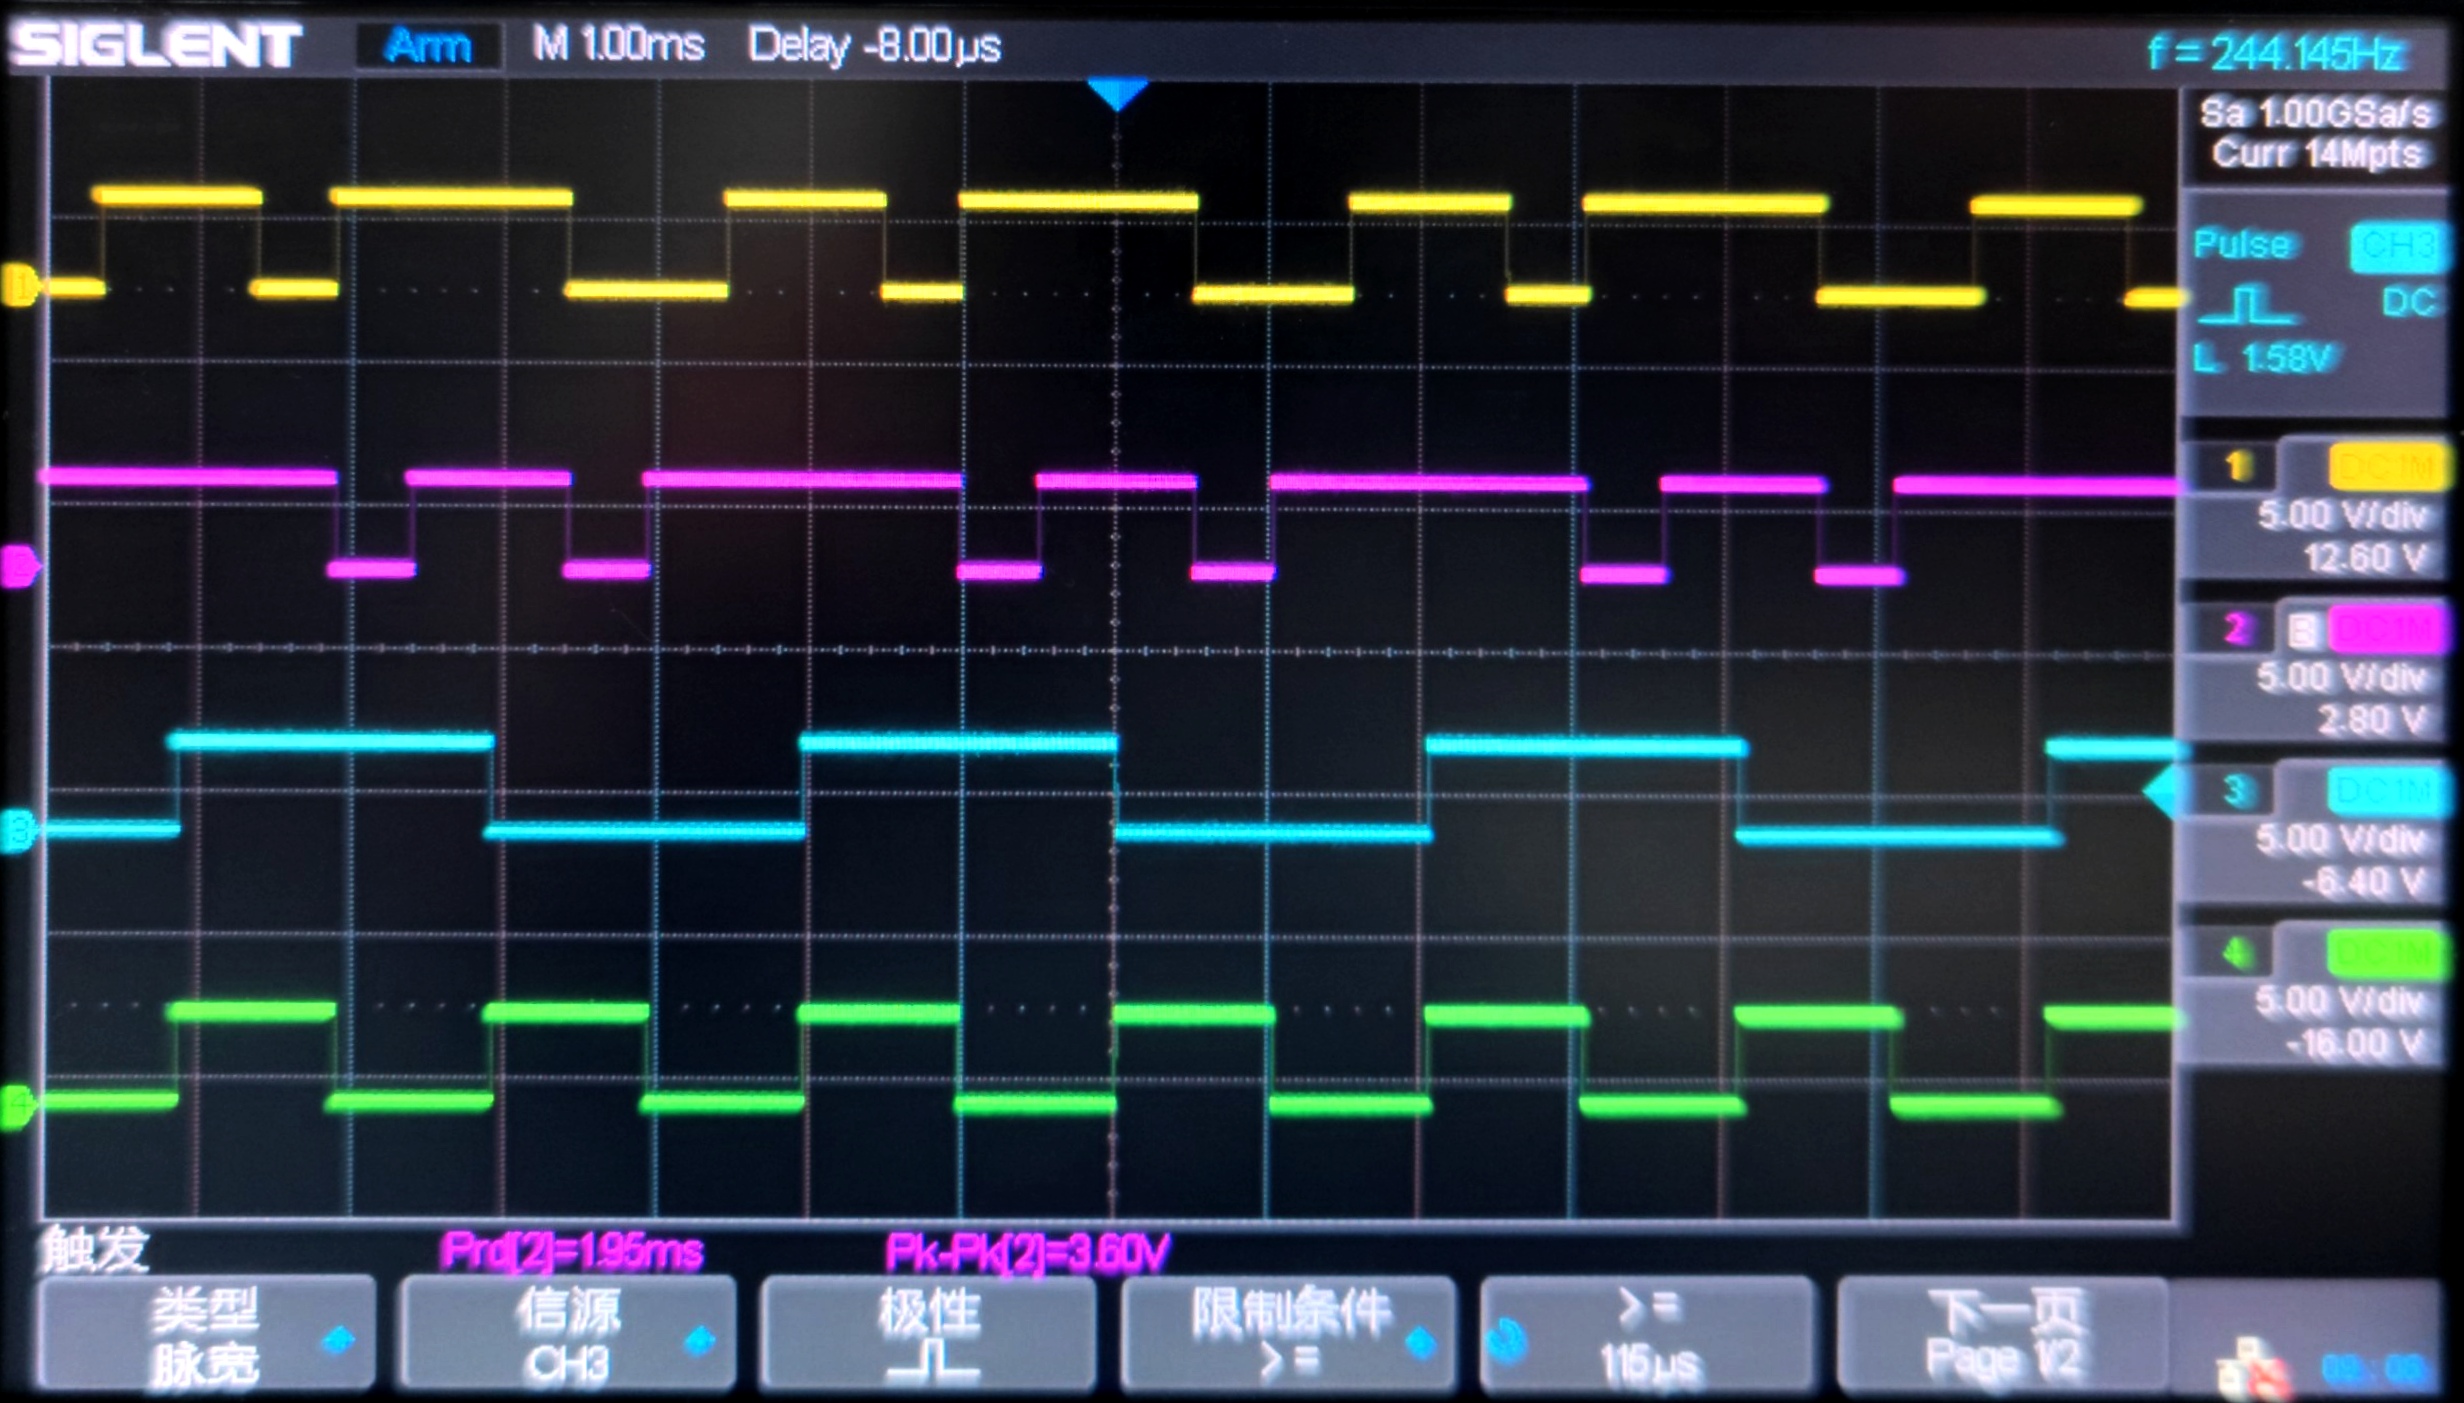 SIGLENT Arm M 1.00ms Delay -8.00µs f = 244.145Hz
Sa 1.00GSa/s
Curr 14Mpts
Pulse CH3
DC
L 1.58V
1 DC1M
5.00 V/div
12.60 V
2 B DC1M
5.00 V/div
2.80 V
3 DC1M
5.00 V/div
-6.40 V
4 DC1M
5.00 V/div
-16.00 V
1
2
3
4
触发 Prd[2]=1.95ms Pk-Pk[2]=3.60V
类型
脉宽
信源
CH3
极性
限制条件
>=
>=
115µs
下一页
Page 1/2